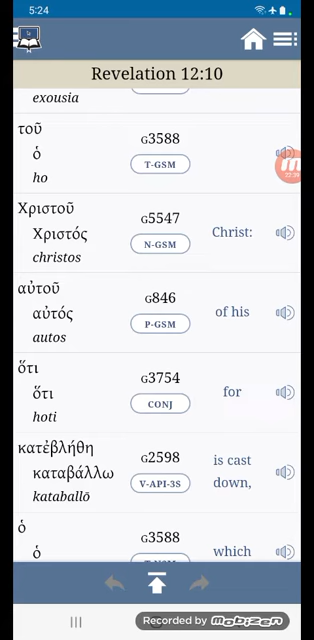 5:24
Revelation 12:10
exousia
τοῦ
ὁ
ho
G3588
T-GSM
Χριστοῦ
Χριστός
christos
G5547
N-GSM
Christ:
αὐτοῦ
αὐτός
autos
G846
P-GSM
of his
ὅτι
ὅτι
hoti
G3754
CONJ
for
κατεβλήθη
καταβάλλω
kataballō
G2598
V-API-3S
is cast
down,
ὁ
ὁ
G3588
T-NSM
which
Recorded by mobizen